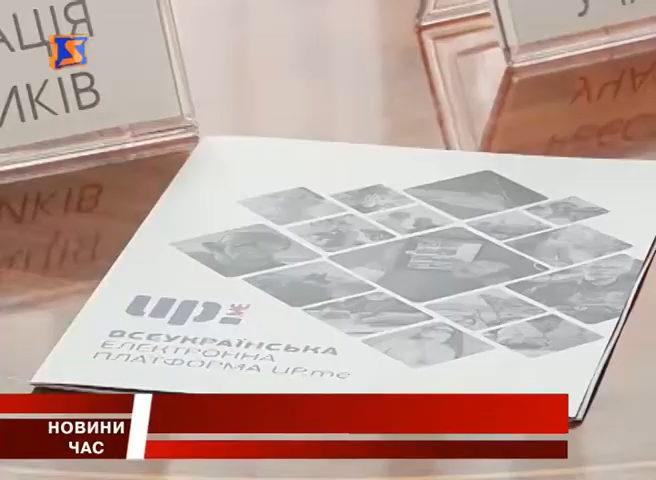 АЦІЯ
ИКІВ
up:
me
ВСЕУКРАЇНСЬКА
ЕЛЕКТРОННА
ПЛАТФОРМА UP.me
НОВИНИ
ЧАС